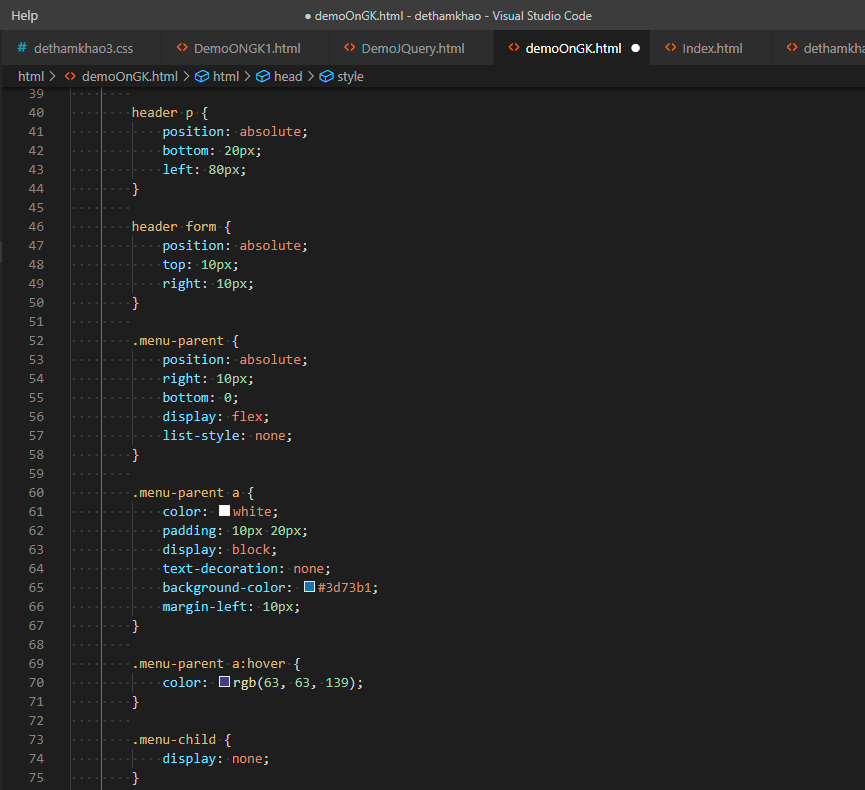 Help ● demoOnGK.html - dethamkhao - Visual Studio Code
# dethamkhao3.css <> DemoONGK1.html <> DemoJQuery.html <> demoOnGK.html ● <> Index.html <> dethamkha
html > <> demoOnGK.html > html > head > style
39
40 header p {
41 position: absolute;
42 bottom: 20px;
43 left: 80px;
44 }
45
46 header form {
47 position: absolute;
48 top: 10px;
49 right: 10px;
50 }
51
52 .menu-parent {
53 position: absolute;
54 right: 10px;
55 bottom: 0;
56 display: flex;
57 list-style: none;
58 }
59
60 .menu-parent a {
61 color: white;
62 padding: 10px 20px;
63 display: block;
64 text-decoration: none;
65 background-color: #3d73b1;
66 margin-left: 10px;
67 }
68
69 .menu-parent a:hover {
70 color: rgb(63, 63, 139);
71 }
72
73 .menu-child {
74 display: none;
75 }